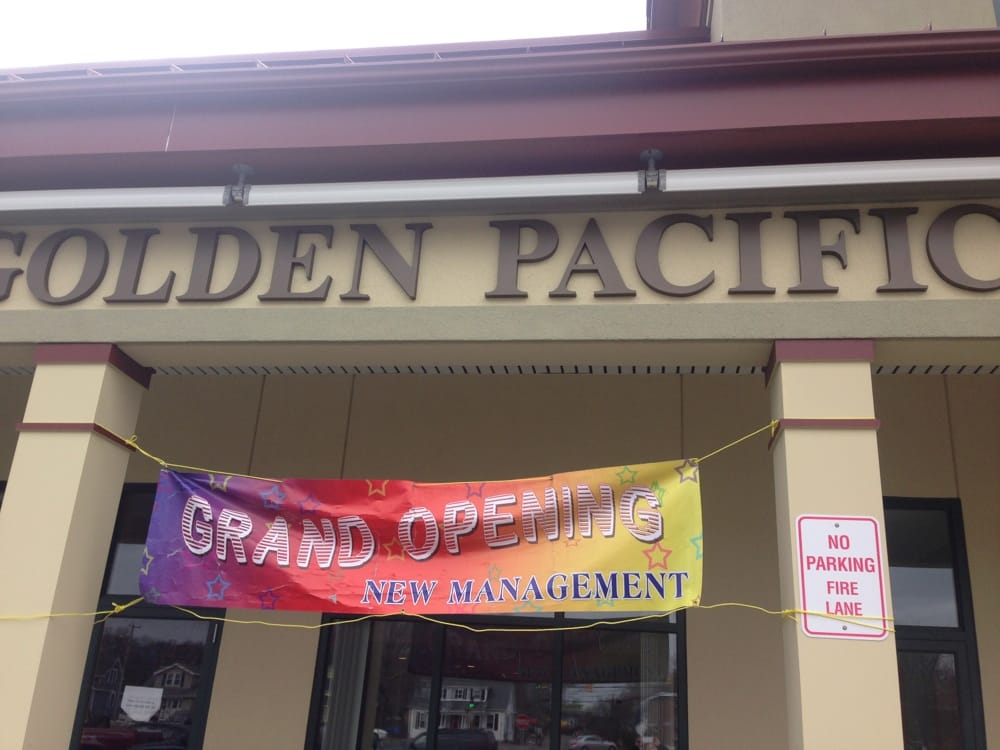 GOLDEN PACIFIC
GRAND OPENING
NEW MANAGEMENT
NO
PARKING
FIRE
LANE